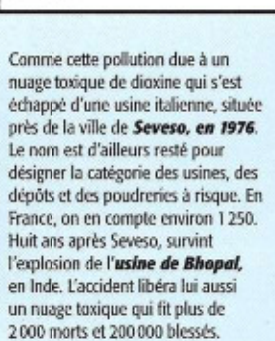 Comme cette pollution due à un
nuage toxique de dioxine qui s'est
échappé d'une usine italienne, située
près de la ville de Seveso, en 1976.
Le nom est d'ailleurs resté pour
désigner la catégorie des usines, des
dépôts et des poudreries à risque. En
France, on en compte environ 1 250.
Huit ans après Seveso, survint
l'explosion de l'usine de Bhopal,
en Inde. L'accident libéra lui aussi
un nuage toxique qui fit plus de
2 000 morts et 200 000 blessés.